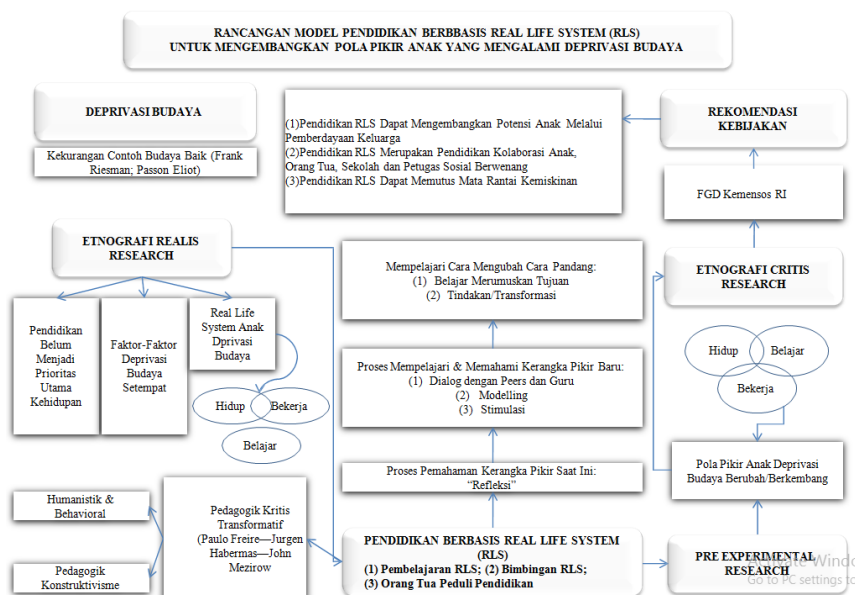 RANCANGAN MODEL PENDIDIKAN BERBBASIS REAL LIFE SYSTEM (RLS)
UNTUK MENGEMBANGKAN POLA PIKIR ANAK YANG MENGALAMI DEPRIVASI BUDAYA
DEPRIVASI BUDAYA
Kekurangan Contoh Budaya Baik (Frank
Riesman; Passon Eliot)
(1)Pendidikan RLS Dapat Mengembangkan Potensi Anak Melalui
Pemberdayaan Keluarga
(2)Pendidikan RLS Merupakan Pendidikan Kolaborasi Anak,
Orang Tua, Sekolah dan Petugas Sosial Berwenang
(3)Pendidikan RLS Dapat Memutus Mata Rantai Kemiskinan
REKOMENDASI
KEBIJAKAN
FGD Kemensos RI
ETNOGRAFI REALIS
RESEARCH
Pendidikan
Belum
Menjadi
Prioritas
Utama
Kehidupan
Faktor-Faktor
Deprivasi
Budaya
Setempat
Real Life
System Anak
Dprivasi
Budaya
Hidup
Bekerja
Belajar
Mempelajari Cara Mengubah Cara Pandang:
(1) Belajar Merumuskan Tujuan
(2) Tindakan/Transformasi
Proses Mempelajari & Memahami Kerangka Pikir Baru:
(1) Dialog dengan Peers dan Guru
(2) Modelling
(3) Stimulasi
Proses Pemahaman Kerangka Pikir Saat Ini:
“Refleksi”
ETNOGRAFI CRITIS
RESEARCH
Hidup
Belajar
Bekerja
Pola Pikir Anak Deprivasi
Budaya Berubah/Berkembang
Humanistik &
Behavioral
Pedagogik
Konstruktivisme
Pedagogik Kritis
Transformatif
(Paulo Freire—Jurgen
Habermas—John
Mezirow)
PENDIDIKAN BERBASIS REAL LIFE SYSTEM
(RLS)
(1) Pembelajaran RLS; (2) Bimbingan RLS;
(3) Orang Tua Peduli Pendidikan
PRE EXPERIMENTAL
RESEARCH
Activate Windo
Go to PC settings to